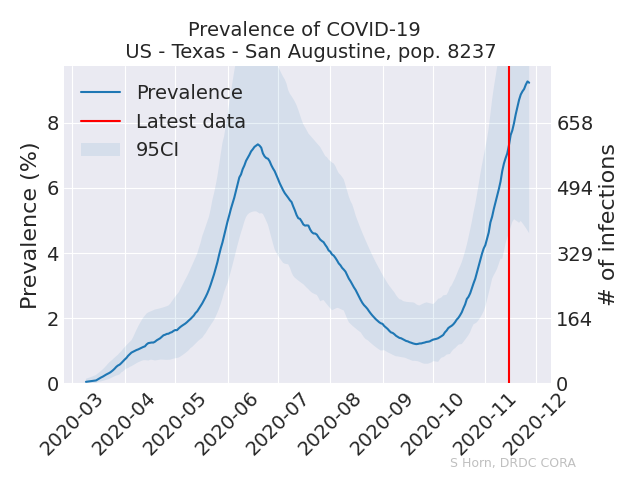 Prevalence of COVID-19
US - Texas - San Augustine, pop. 8237
Prevalence
Latest data
95CI
Prevalence (%)
8
6
4
2
0
658
494
329
164
0
# of infections
2020-03
2020-04
2020-05
2020-06
2020-07
2020-08
2020-09
2020-10
2020-11
2020-12
S Horn, DRDC CORA